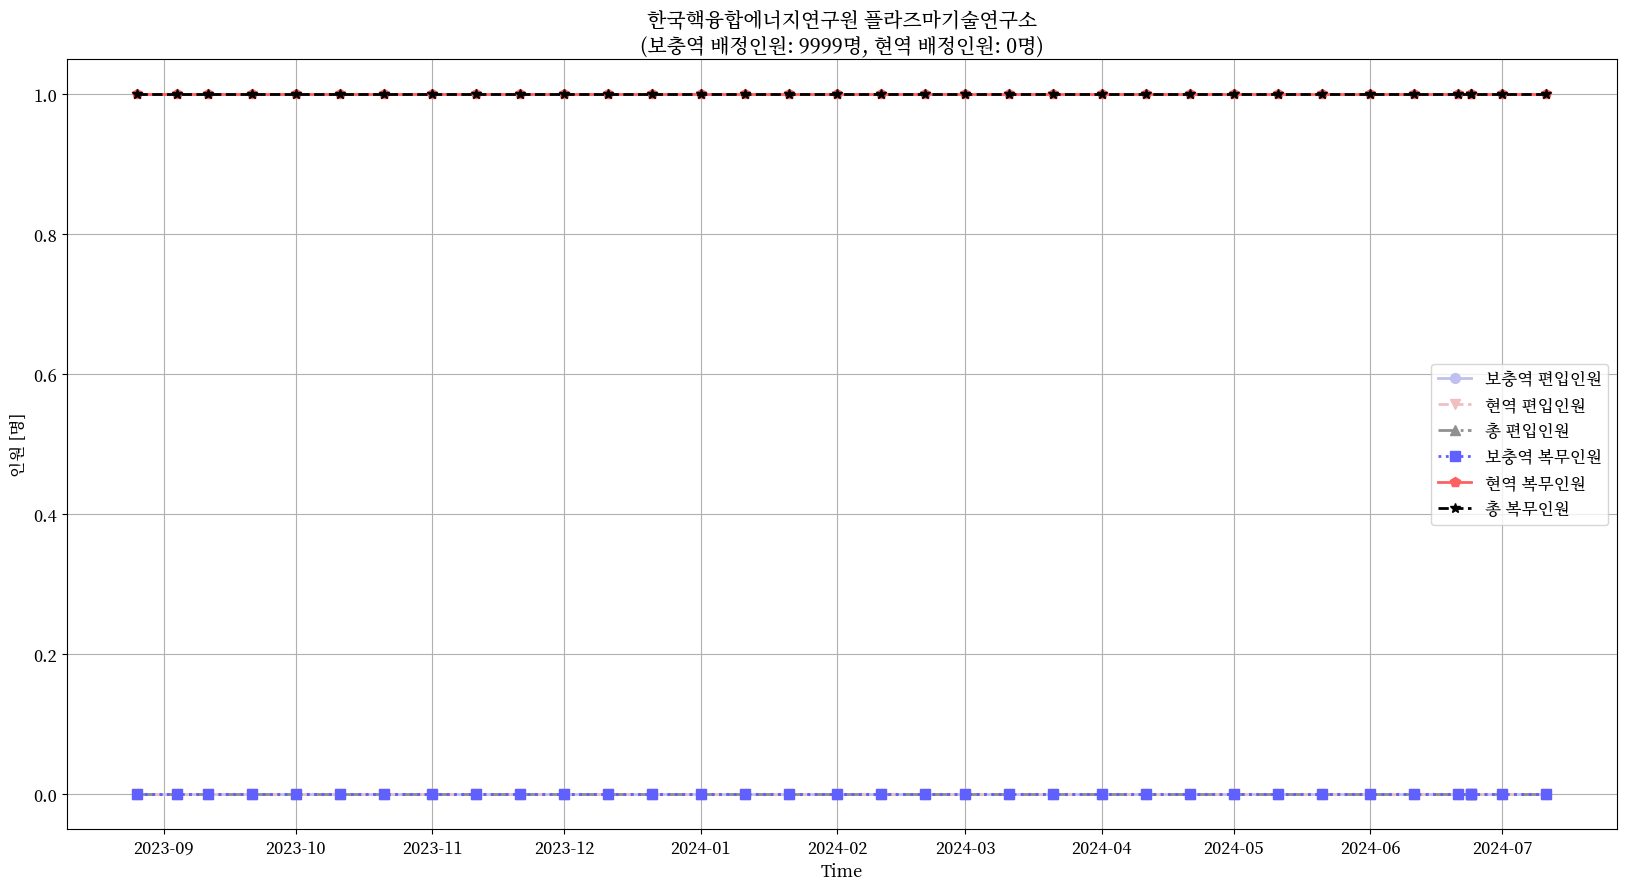 한국핵융합에너지연구원 플라즈마기술연구소
(보충역 배정인원: 9999명, 현역 배정인원: 0명)
인원 [명]
1.0
0.8
0.6
0.4
0.2
0.0
보충역 편입인원
현역 편입인원
총 편입인원
보충역 복무인원
현역 복무인원
총 복무인원
2023-09 2023-10 2023-11 2023-12 2024-01 2024-02 2024-03 2024-04 2024-05 2024-06 2024-07
Time